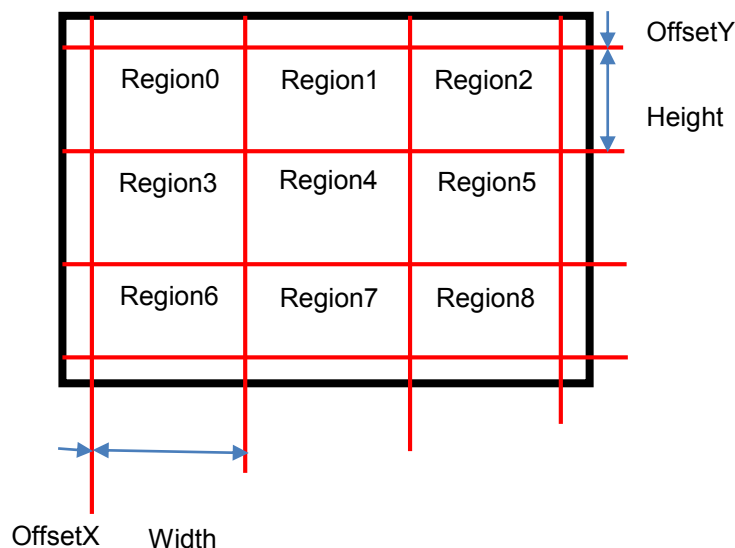 OffsetY
Region0 Region1 Region2
Height
Region3 Region4 Region5
Region6 Region7 Region8
OffsetX Width